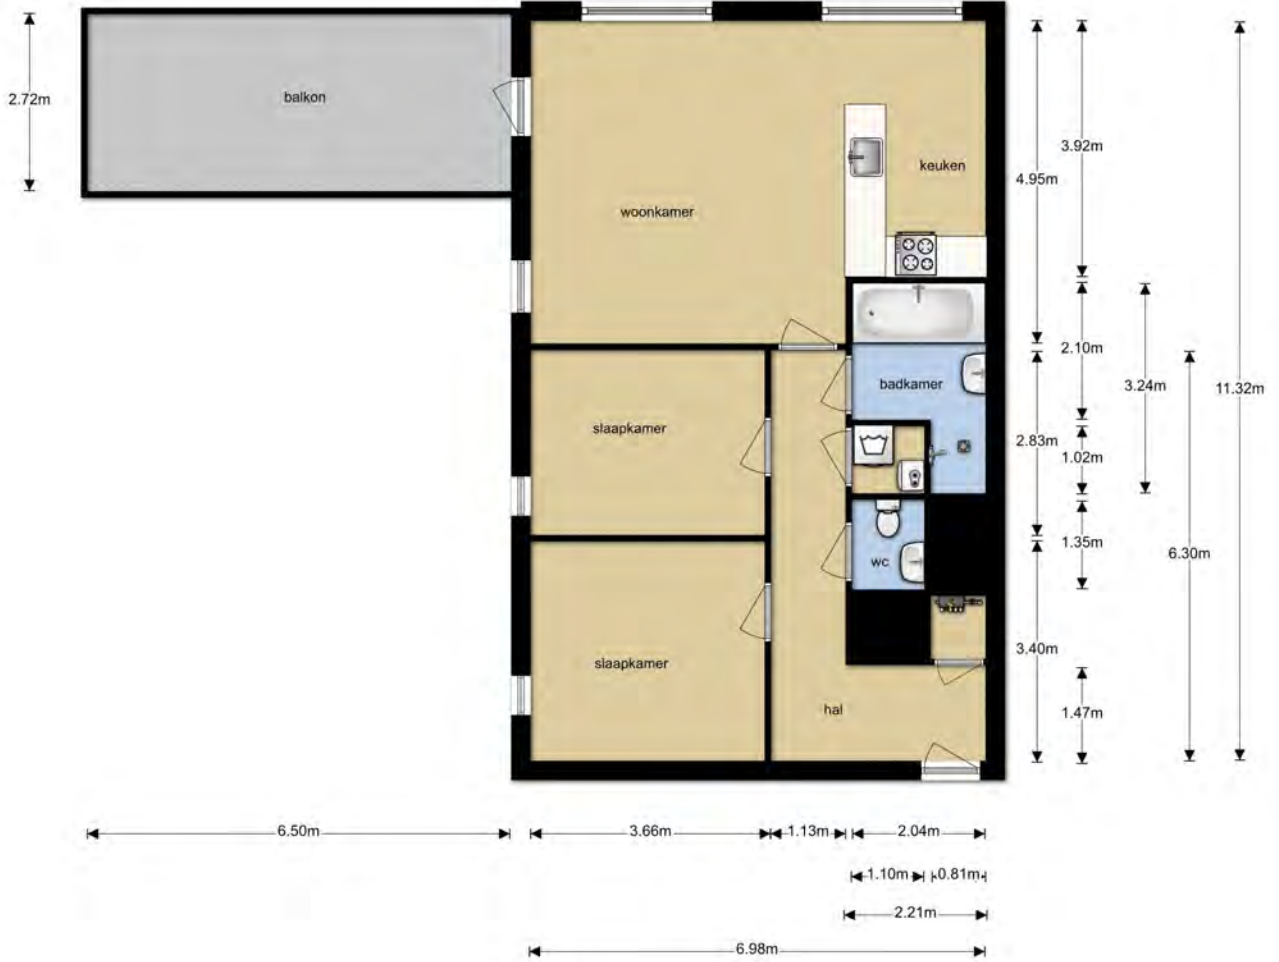 balkon
2.72m
keuken
woonkamer
3.92m
4.95m
badkamer
2.10m
3.24m
11.32m
slaapkamer
2.83m
1.02m
wc
1.35m
6.30m
slaapkamer
3.40m
hal
1.47m
6.50m
3.66m
1.13m
2.04m
1.10m
0.81m
2.21m
6.98m